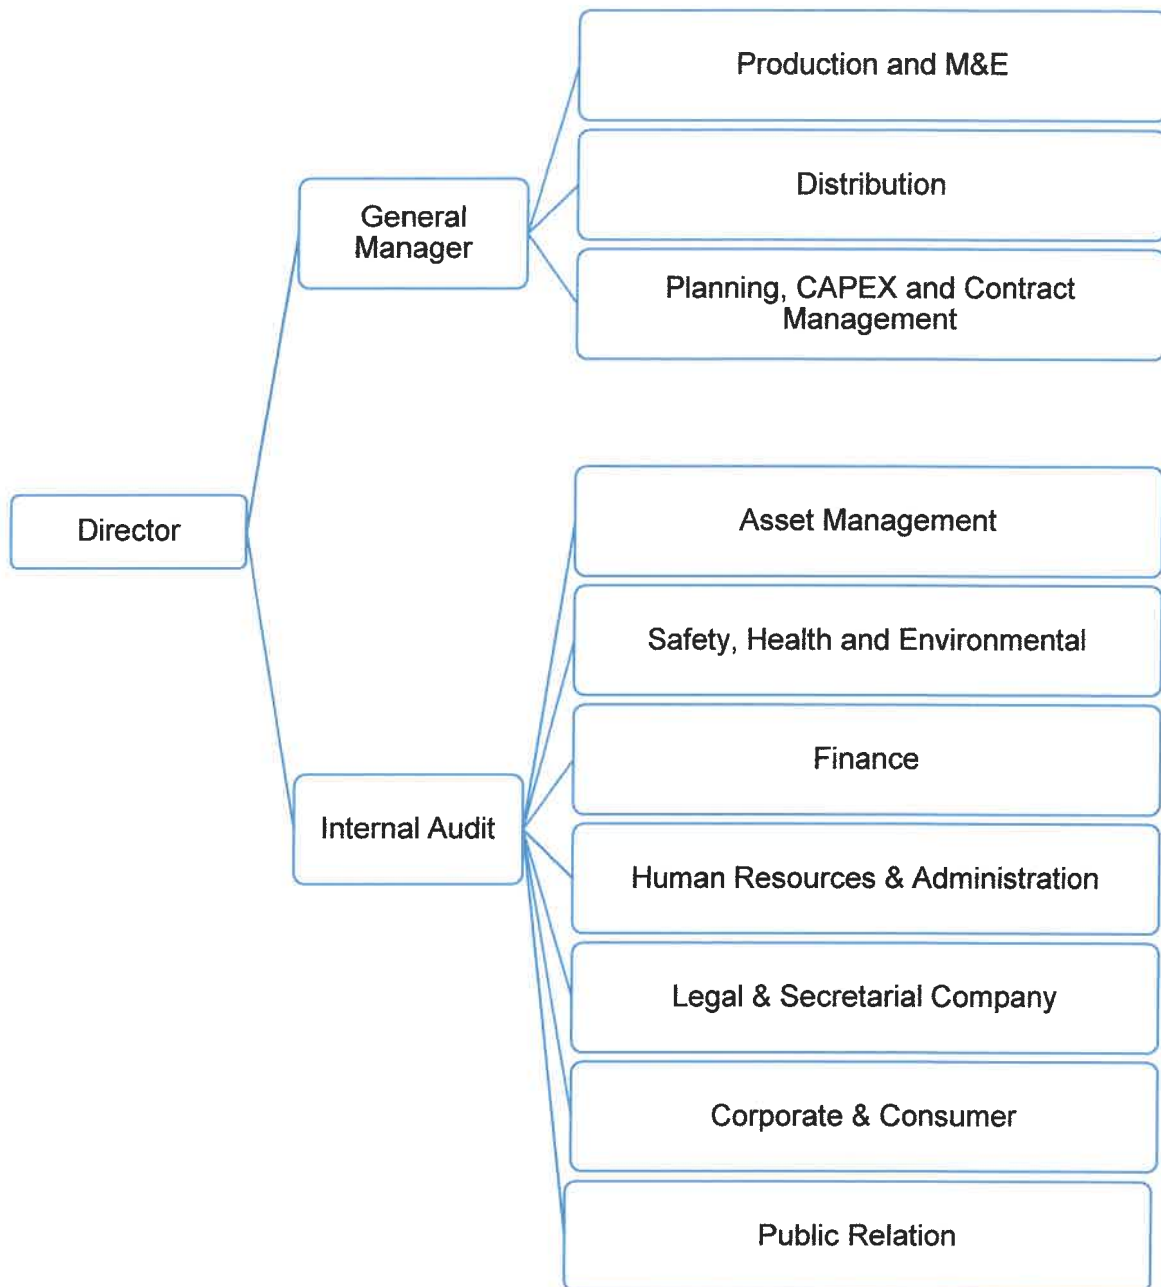 Production and M&E
Distribution
General
Manager
Planning, CAPEX and Contract
Management
Director
Asset Management
Safety, Health and Environmental
Finance
Internal Audit
Human Resources & Administration
Legal & Secretarial Company
Corporate & Consumer
Public Relation